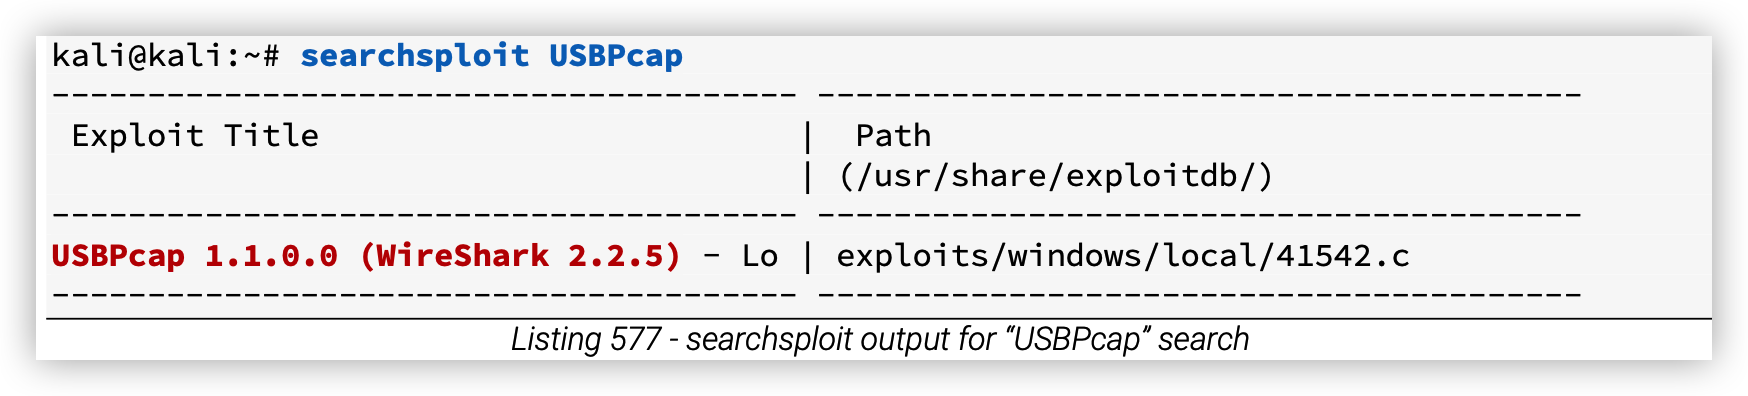 kali@kali:~# searchsploit USBPcap
--------------------------------------- ----------------------------------------
 Exploit Title                         |  Path
                                       | (/usr/share/exploitdb/)
--------------------------------------- ----------------------------------------
USBPcap 1.1.0.0 (WireShark 2.2.5) - Lo | exploits/windows/local/41542.c
--------------------------------------- ----------------------------------------
Listing 577 - searchsploit output for “USBPcap” search